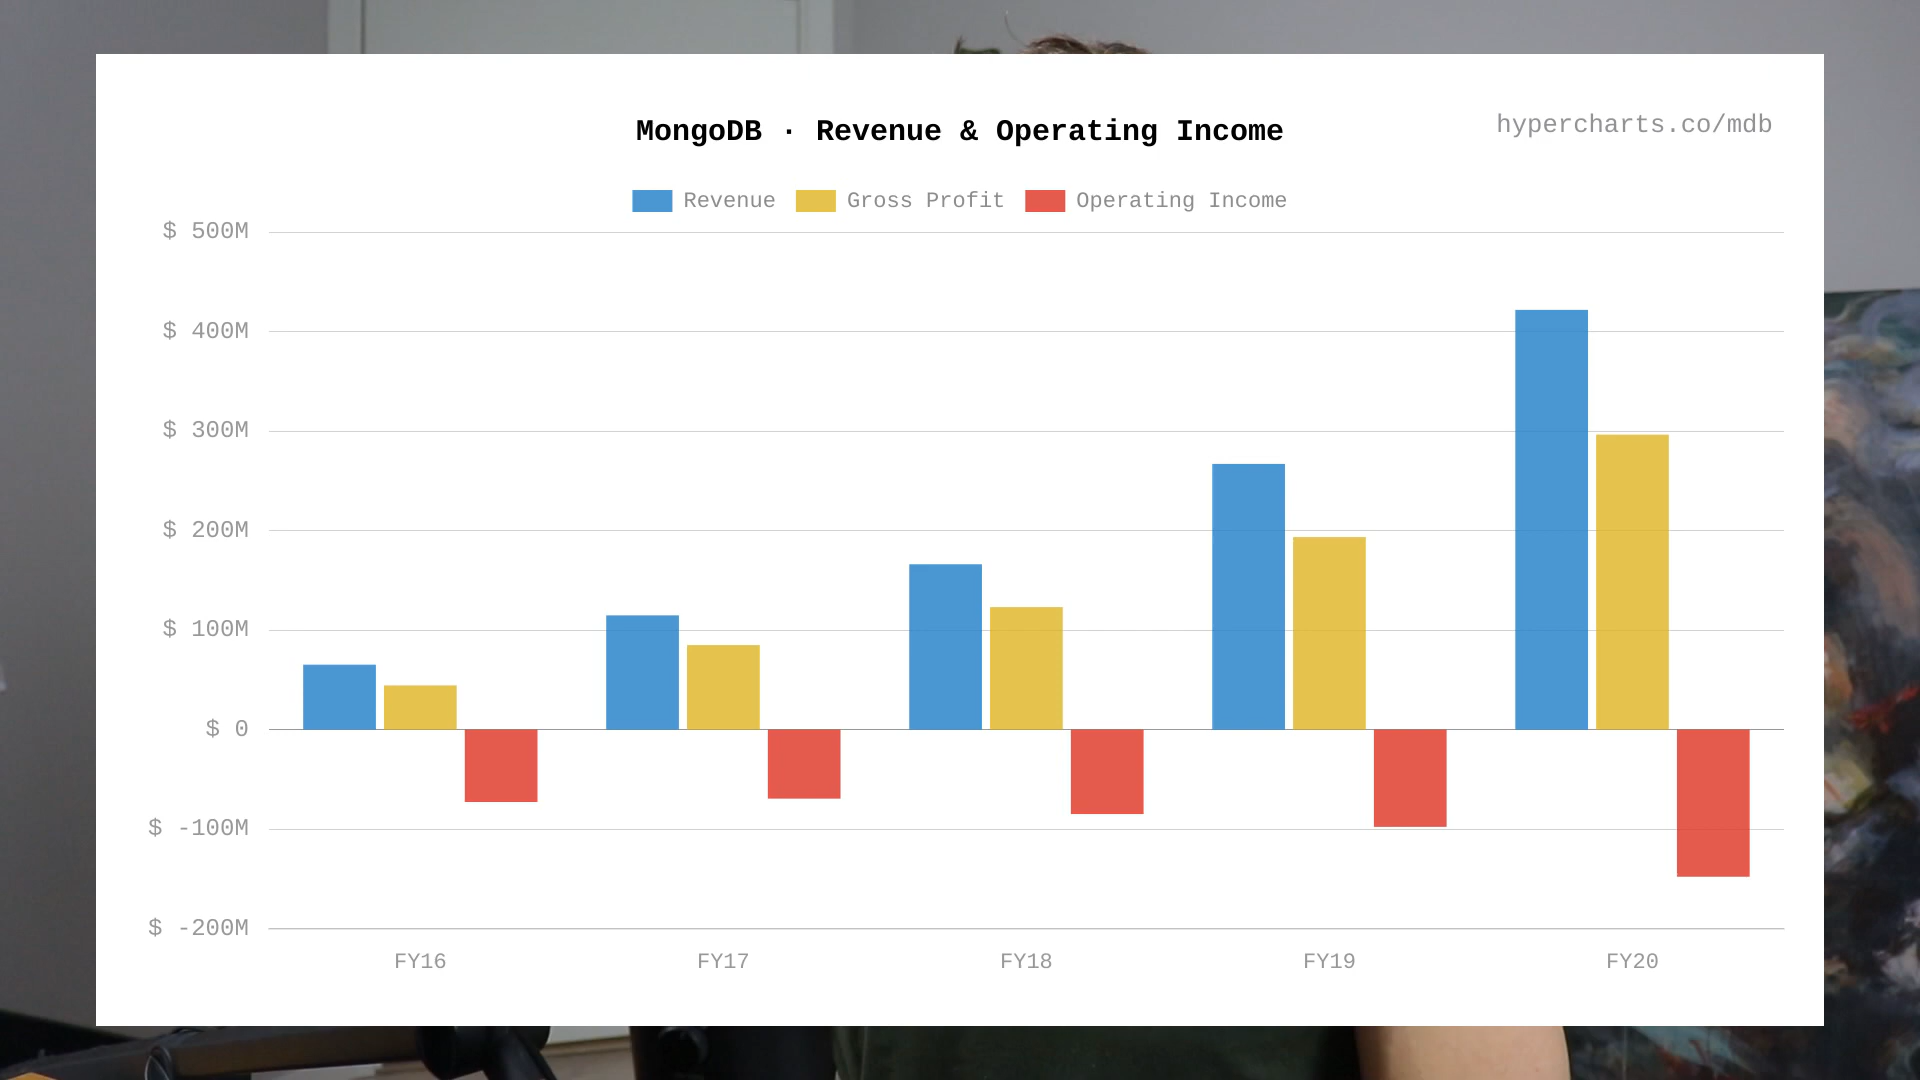 MongoDB · Revenue & Operating Income
hypercharts.co/mdb
Revenue Gross Profit Operating Income
$ 500M
$ 400M
$ 300M
$ 200M
$ 100M
$ 0
$ -100M
$ -200M
FY16 FY17 FY18 FY19 FY20